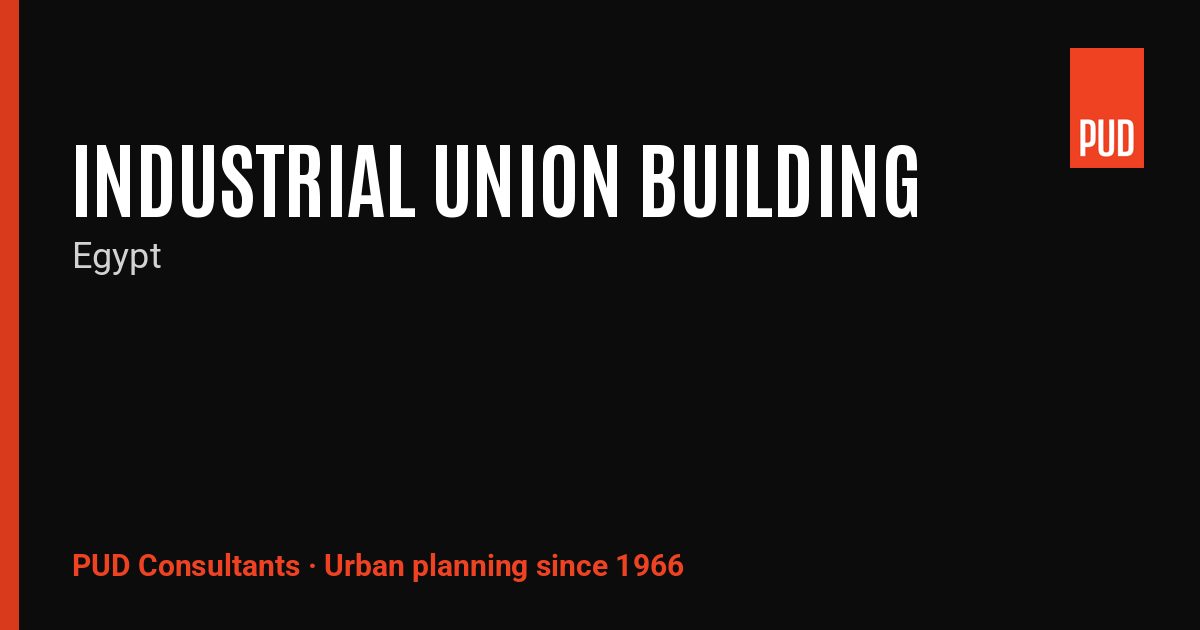 PUD
INDUSTRIAL UNION BUILDING
Egypt
PUD Consultants · Urban planning since 1966